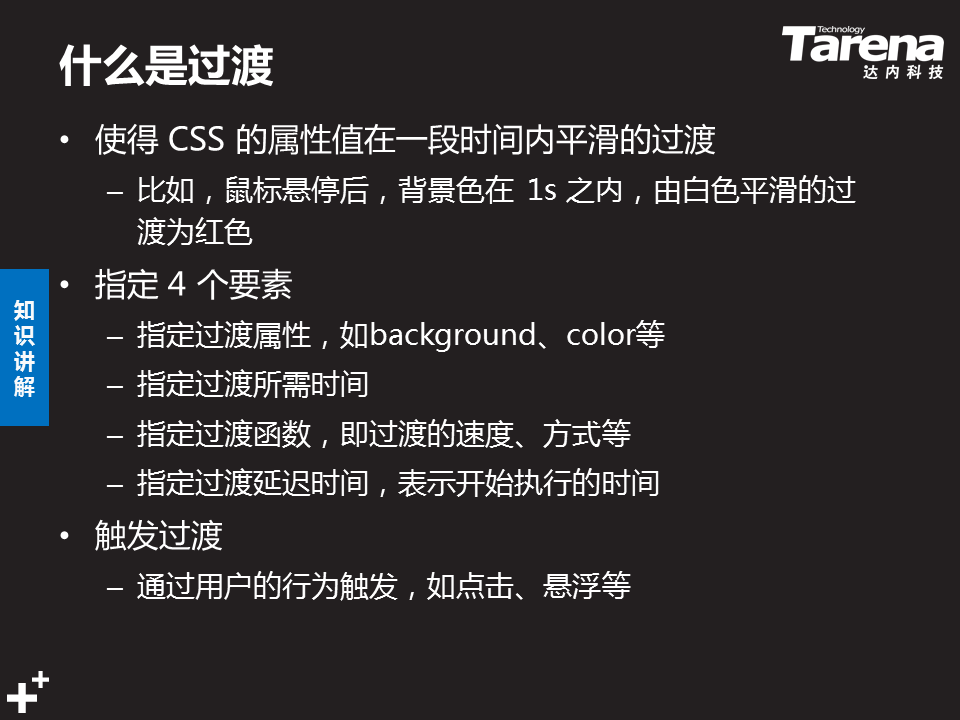 什么是过渡
Technology
Tarena
达内科技
• 使得 CSS 的属性值在一段时间内平滑的过渡
– 比如，鼠标悬停后，背景色在 1s 之内，由白色平滑的过
渡为红色
• 指定 4 个要素
– 指定过渡属性，如background、color等
– 指定过渡所需时间
– 指定过渡函数，即过渡的速度、方式等
– 指定过渡延迟时间，表示开始执行的时间
• 触发过渡
– 通过用户的行为触发，如点击、悬浮等
知
识
讲
解